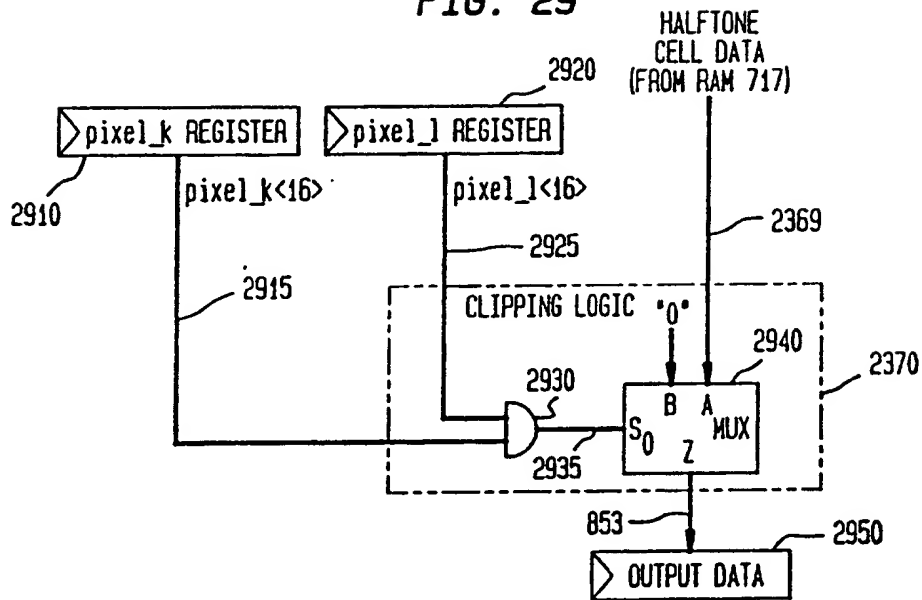 FIG. 29
HALFTONE
CELL DATA
(FROM RAM 717)
2920
pixel_k REGISTER
pixel_l REGISTER
2910
pixel_k<16>
pixel_l<16>
2369
2925
2915
CLIPPING LOGIC
"0"
2940
2930
2370
B
A
S0
MUX
Z
2935
853
2950
OUTPUT DATA